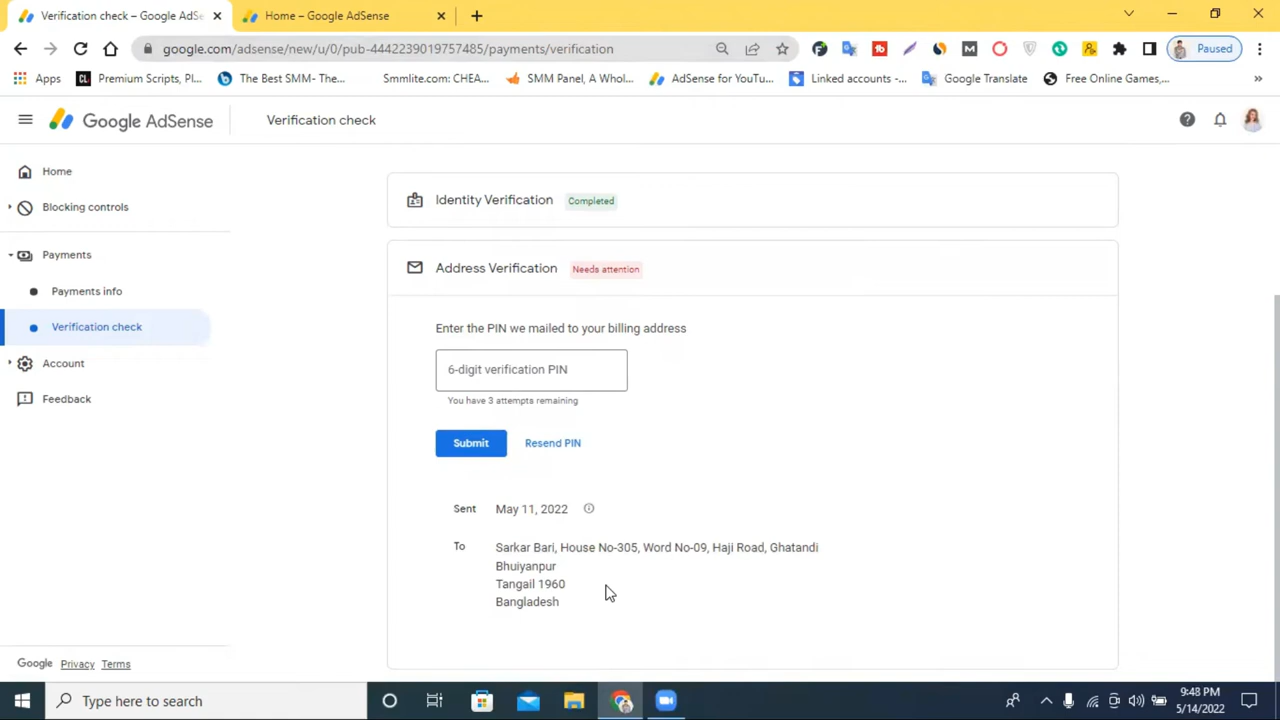 Verification check – Google AdSe
Home – Google AdSense
google.com/adsense/new/u/0/pub-4442239019757485/payments/verification
Paused
Apps
Premium Scripts, Pl...
The Best SMM- The...
Smmlite.com: CHEA...
SMM Panel, A Whol...
AdSense for YouTu...
Linked accounts -...
Google Translate
Free Online Games,...
»
Google AdSense
Verification check
Home
Blocking controls
Payments
Payments info
Verification check
Account
Feedback
Identity Verification
Completed
Address Verification
Needs attention
Enter the PIN we mailed to your billing address
6-digit verification PIN
You have 3 attempts remaining
Submit
Resend PIN
Sent
May 11, 2022
To
Sarkar Bari, House No-305, Word No-09, Haji Road, Ghatandi
Bhuiyanpur
Tangail 1960
Bangladesh
Google
Privacy
Terms
Type here to search
9:48 PM
5/14/2022